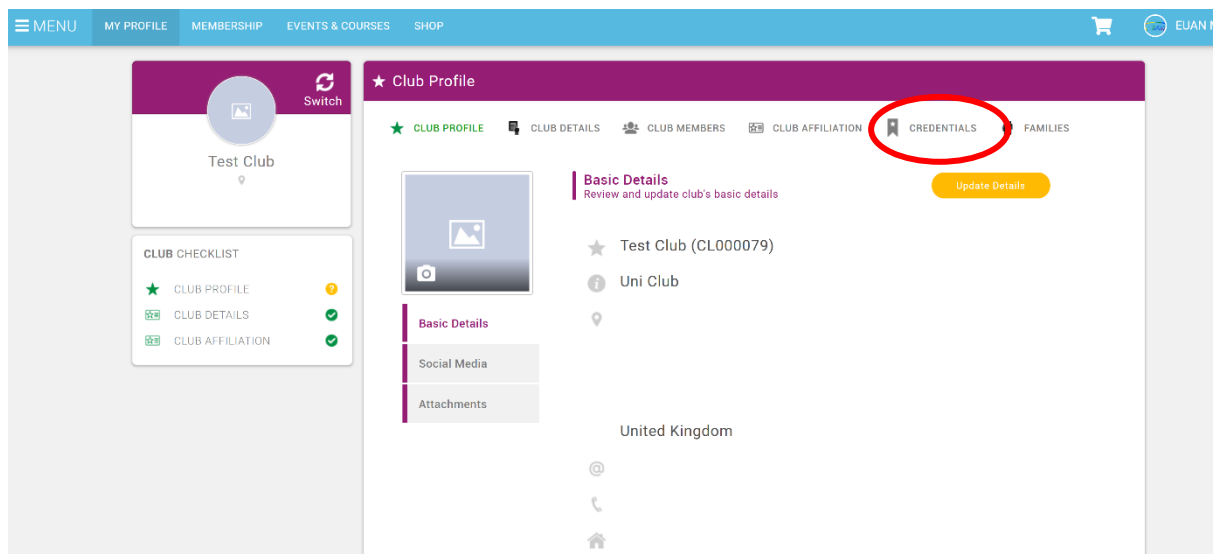 MENU MY PROFILE MEMBERSHIP EVENTS & COURSES SHOP EUAN
Switch
Test Club
CLUB CHECKLIST
CLUB PROFILE ?
CLUB DETAILS
CLUB AFFILIATION
Club Profile
CLUB PROFILE CLUB DETAILS CLUB MEMBERS CLUB AFFILIATION CREDENTIALS FAMILIES
Basic Details
Social Media
Attachments
Basic Details
Review and update club's basic details
Update Details
Test Club (CL000079)
Uni Club
United Kingdom
@